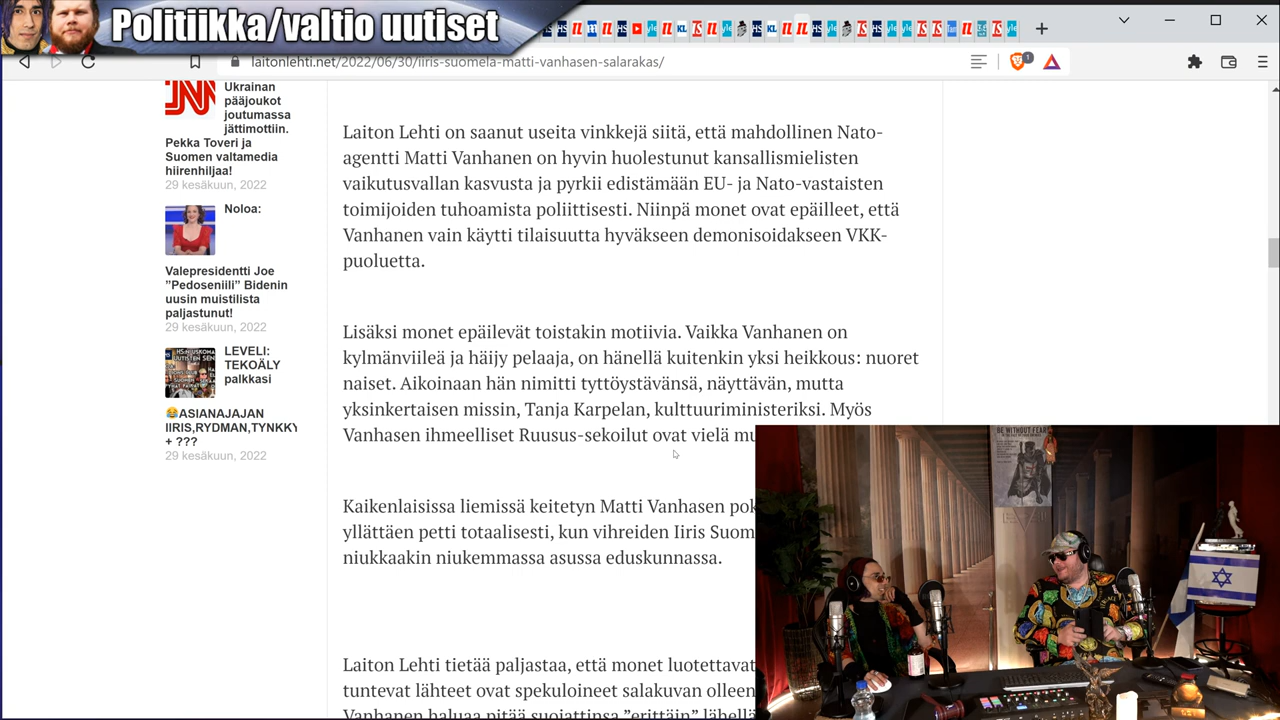 Politiikka/valtio uutiset
laitonlehti.net/2022/06/30/iiris-suomela-matti-vanhasen-salarakas/
Ukrainan
pääjoukot
joutumassa
jättimottiin.
Pekka Toveri ja
Suomen valtamedia
hiirenhiljaa!
29 kesäkuun, 2022
Noloa:
Valepresidentti Joe
”Pedoseniili” Bidenin
uusin muistilista
paljastunut!
29 kesäkuun, 2022
LEVELI:
TEKOÄLY
palkkasi
😂ASIANAJAJAN
IIRIS,RYDMAN,TYNKKY
+ ???
29 kesäkuun, 2022
Laiton Lehti on saanut useita vinkkejä siitä, että mahdollinen Nato-
agentti Matti Vanhanen on hyvin huolestunut kansallismielisten
vaikutusvallan kasvusta ja pyrkii edistämään EU- ja Nato-vastaisten
toimijoiden tuhoamista poliittisesti. Niinpä monet ovat epäilleet, että
Vanhanen vain käytti tilaisuutta hyväkseen demonisoidakseen VKK-
puoluetta.
Lisäksi monet epäilevät toistakin motiivia. Vaikka Vanhanen on
kylmänviileä ja häijy pelaaja, on hänellä kuitenkin yksi heikkous: nuoret
naiset. Aikoinaan hän nimitti tyttöystävänsä, näyttävän, mutta
yksinkertaisen missin, Tanja Karpelan, kulttuuriministeriksi. Myös
Vanhasen ihmeelliset Ruusus-sekoilut ovat vielä mu
Kaikenlaisissa liemissä keitetyn Matti Vanhasen pok
yllättäen petti totaalisesti, kun vihreiden Iiris Suom
niukkaakin niukemmassa asussa eduskunnassa.
Laiton Lehti tietää paljastaa, että monet luotettavat
tuntevat lähteet ovat spekuloineet salakuvan olleen
Vanhanen haluaa pitää suojattinsa ”erittäin” lähellä
BE WITHOUT FEAR